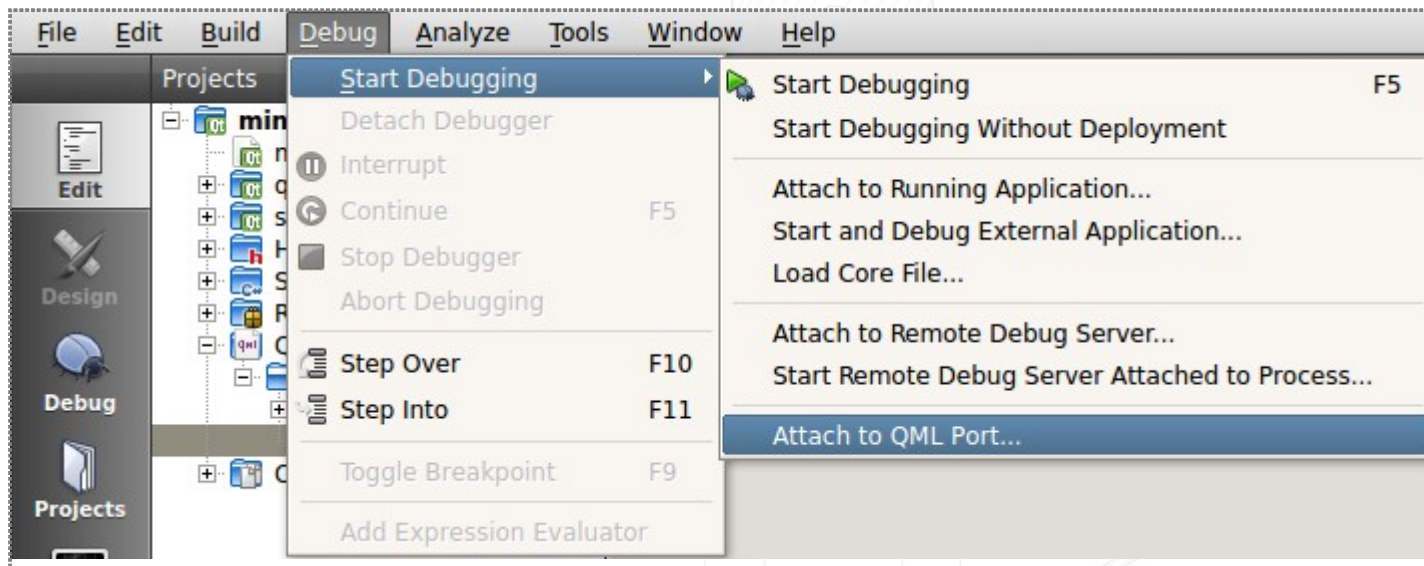 File Edit Build Debug Analyze Tools Window Help
Projects
Edit
Design
Debug
Projects
min
Start Debugging
Detach Debugger
Interrupt
Continue F5
Stop Debugger
Abort Debugging
Step Over F10
Step Into F11
Toggle Breakpoint F9
Add Expression Evaluator
Start Debugging F5
Start Debugging Without Deployment
Attach to Running Application...
Start and Debug External Application...
Load Core File...
Attach to Remote Debug Server...
Start Remote Debug Server Attached to Process...
Attach to QML Port...